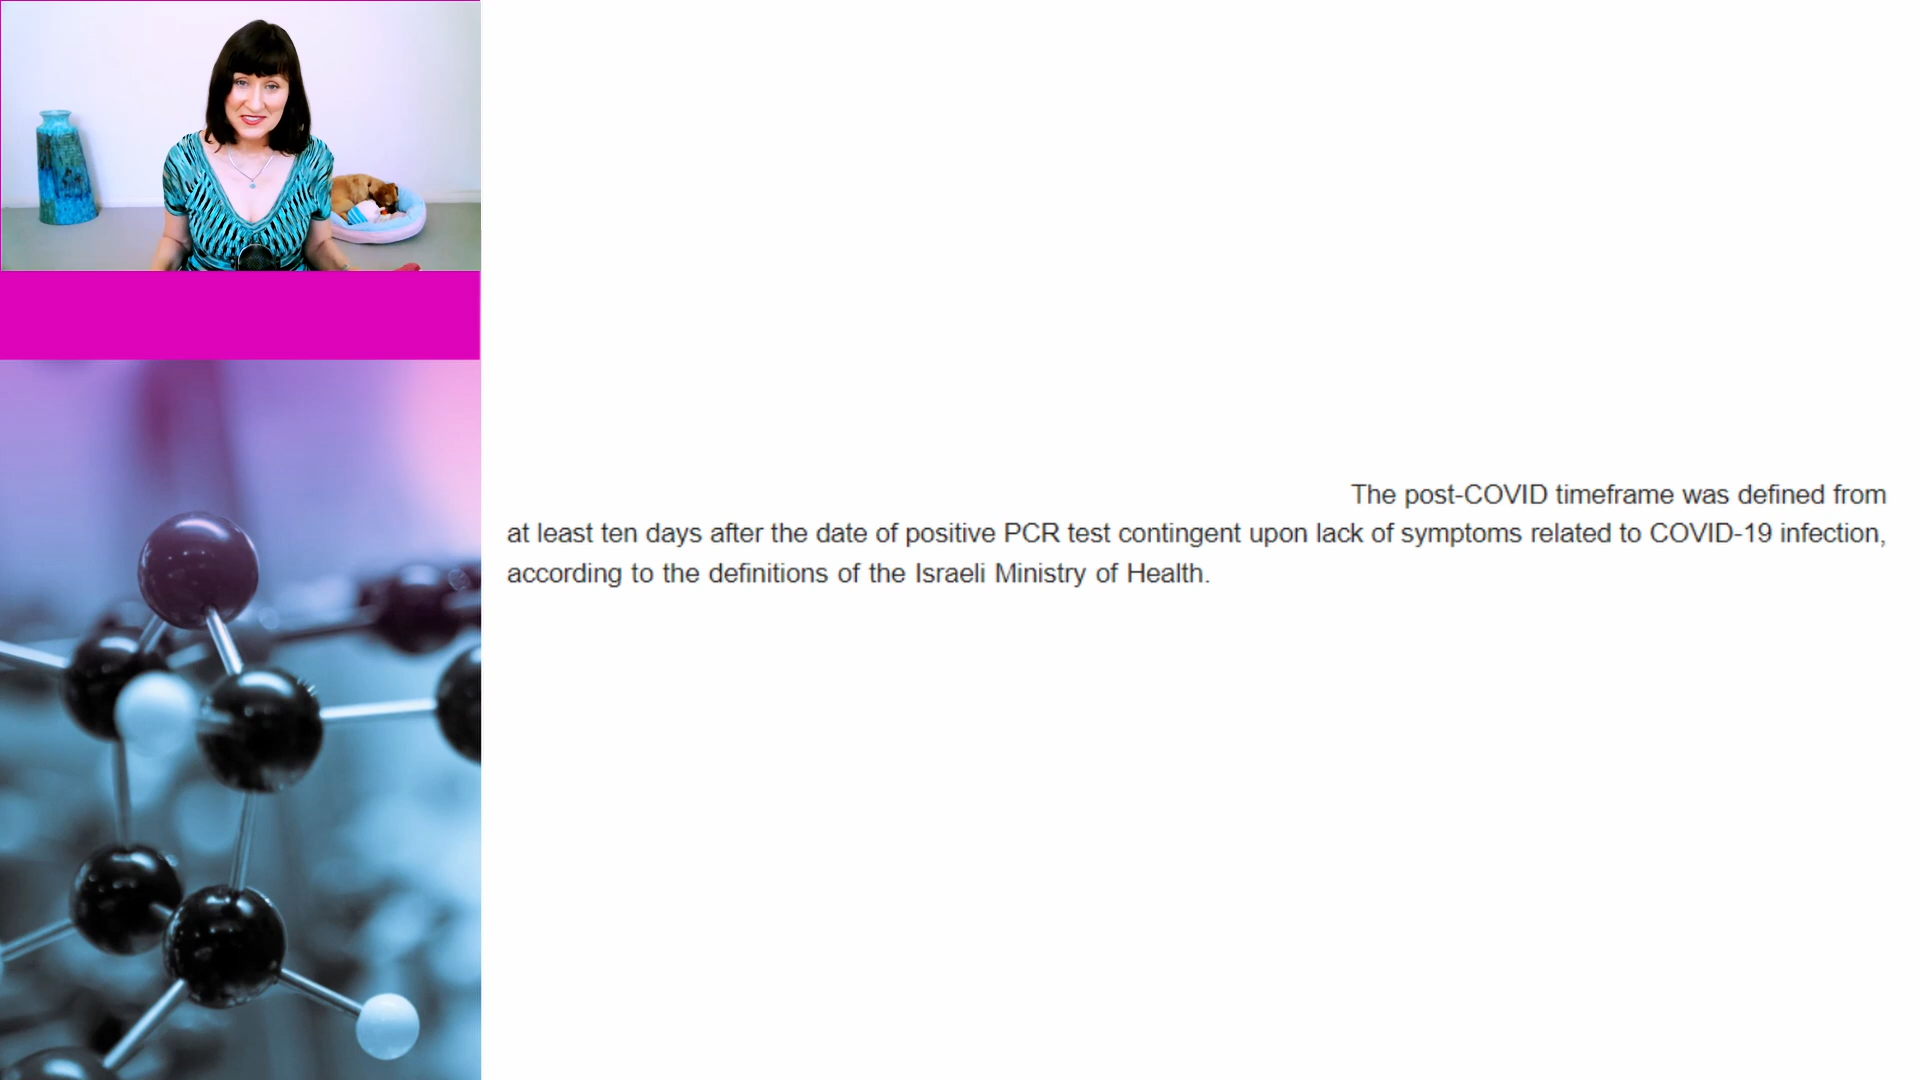 The post-COVID timeframe was defined from
at least ten days after the date of positive PCR test contingent upon lack of symptoms related to COVID-19 infection,
according to the definitions of the Israeli Ministry of Health.